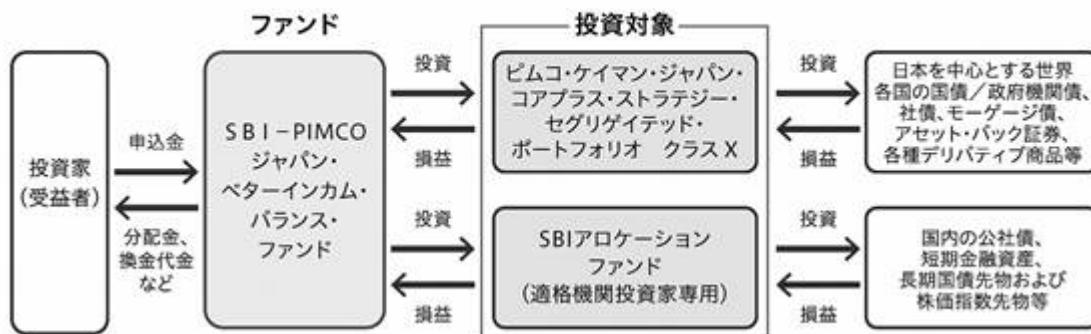 ファンド
投資対象
投資家
(受益者)
申込金
分配金、
換金代金
など
SBI-PIMCO
ジャパン・
ベターインカム・
バランス・
ファンド
投資
損益
投資
損益
ピムコ・ケイマン・ジャパン・
コアプラス・ストラテジー・
セグリゲイテッド・
ポートフォリオ クラスX
SBIアロケーション
ファンド
(適格機関投資家専用)
投資
損益
投資
損益
日本を中心とする世界
各国の国債/政府機関債、
社債、モーゲージ債、
アセット・バック証券、
各種デリバティブ商品等
国内の公社債、
短期金融資産、
長期国債先物および
株価指数先物等